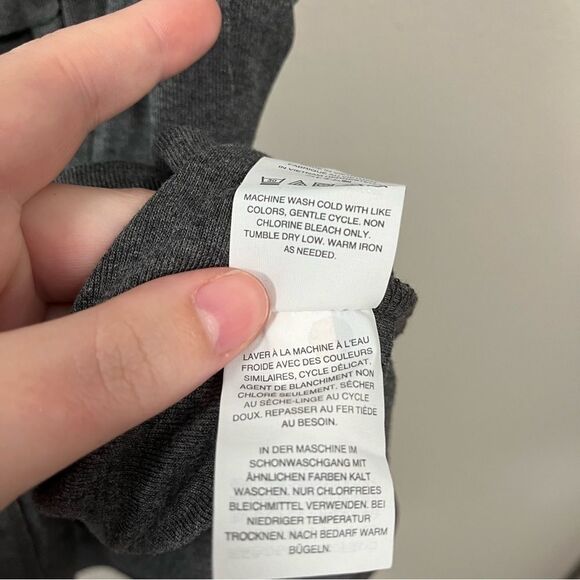 IN VIETNAM
30
MACHINE WASH COLD WITH LIKE
COLORS, GENTLE CYCLE. NON
CHLORINE BLEACH ONLY.
TUMBLE DRY LOW. WARM IRON
AS NEEDED.
LAVER À LA MACHINE À L'EAU
FROIDE AVEC DES COULEURS
SIMILAIRES, CYCLE DÉLICAT.
AGENT DE BLANCHIMENT NON
CHLORÉ SEULEMENT. SÉCHER
AU SÈCHE-LINGE AU CYCLE
DOUX. REPASSER AU FER TIÈDE
AU BESOIN.
IN DER MASCHINE IM
SCHONWASCHGANG MIT
ÄHNLICHEN FARBEN KALT
WASCHEN. NUR CHLORFREIES
BLEICHMITTEL VERWENDEN. BEI
NIEDRIGER TEMPERATUR
TROCKNEN. NACH BEDARF WARM
BÜGELN.